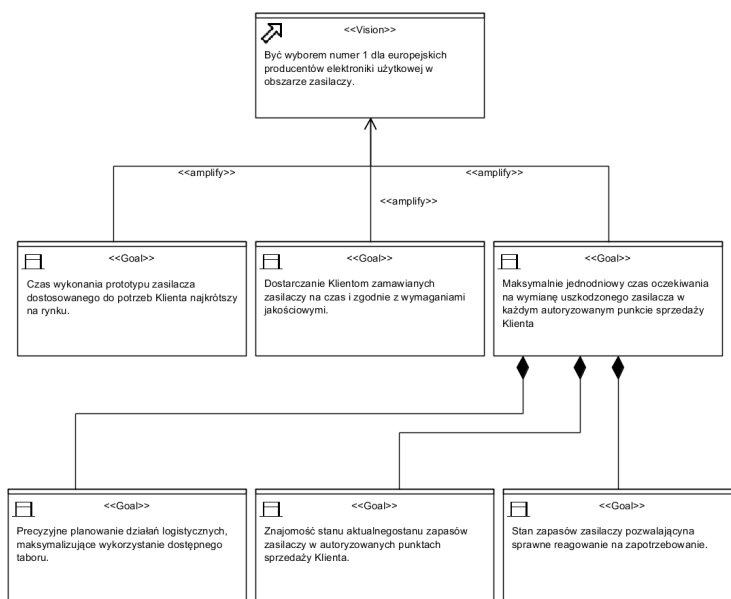 <<Vision>>
Być wyborem numer 1 dla europejskich
producentów elektroniki użytkowej w
obszarze zasilaczy.
<<amplify>>
<<amplify>>
<<amplify>>
<<Goal>>
Czas wykonania prototypu zasilacza
dostosowanego do potrzeb Klienta najkrótszy
na rynku.
<<Goal>>
Dostarczanie Klientom zamawianych
zasilaczy na czas i zgodnie z wymaganiami
jakościowymi.
<<Goal>>
Maksymalnie jednodniowy czas oczekiwania
na wymianę uszkodzonego zasilacza w
każdym autoryzowanym punkcie sprzedaży
Klienta
<<Goal>>
Precyzyjne planowanie działań logistycznych,
maksymalizujące wykorzystanie dostępnego
taboru.
<<Goal>>
Znajomość stanu aktualnegostanu zapasów
zasilaczy w autoryzowanych punktach
sprzedaży Klienta.
<<Goal>>
Stan zapasów zasilaczy pozwalającyna
sprawne reagowanie na zapotrzebowanie.